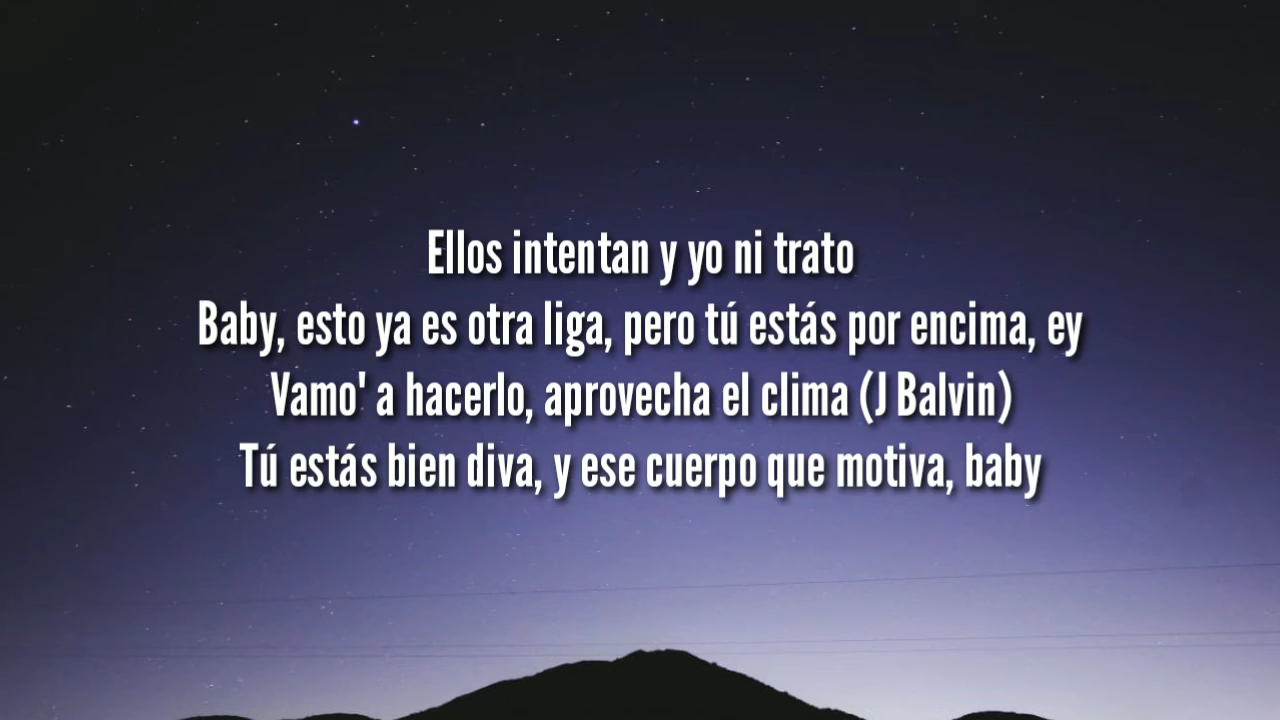 Ellos intentan y yo ni trato
Baby, esto ya es otra liga, pero tú estás por encima, ey
Vamo' a hacerlo, aprovecha el clima (J Balvin)
Tú estás bien diva, y ese cuerpo que motiva, baby